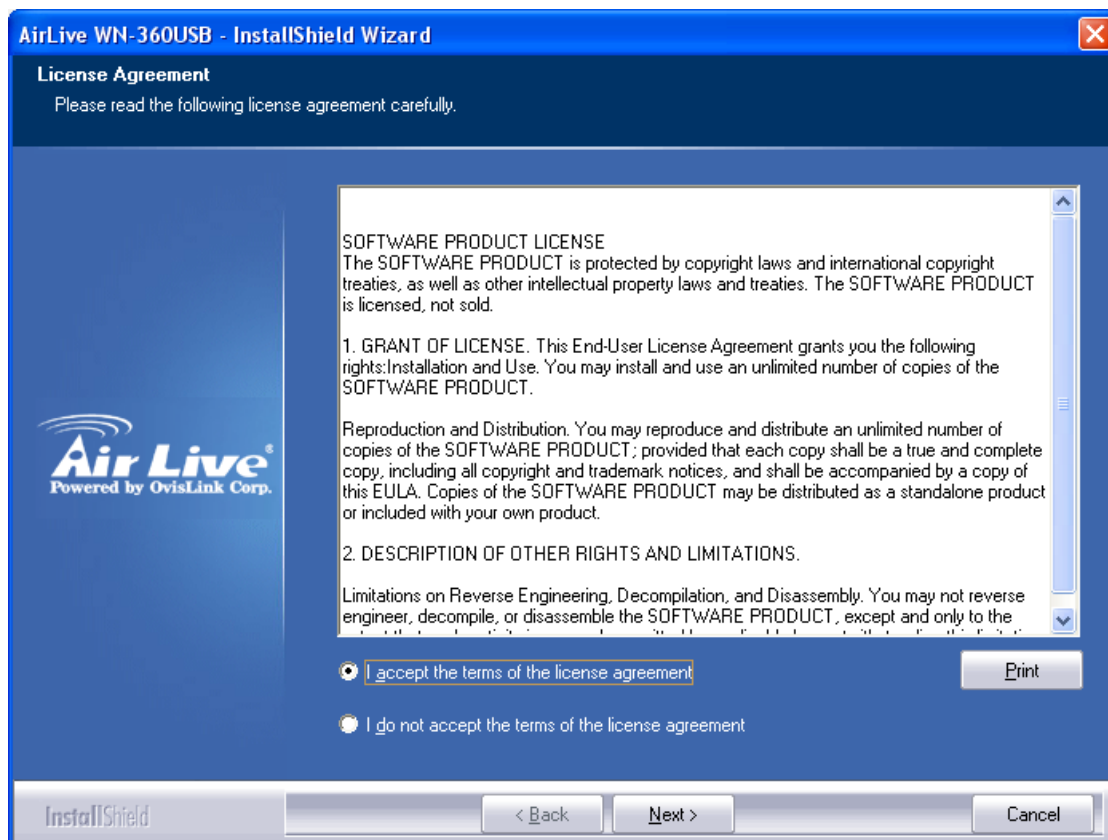 AirLive WN-360USB - InstallShield Wizard
License Agreement
Please read the following license agreement carefully.
SOFTWARE PRODUCT LICENSE
The SOFTWARE PRODUCT is protected by copyright laws and international copyright
treaties, as well as other intellectual property laws and treaties. The SOFTWARE PRODUCT
is licensed, not sold.
1. GRANT OF LICENSE. This End-User License Agreement grants you the following
rights:Installation and Use. You may install and use an unlimited number of copies of the
SOFTWARE PRODUCT.
Reproduction and Distribution. You may reproduce and distribute an unlimited number of
copies of the SOFTWARE PRODUCT; provided that each copy shall be a true and complete
copy, including all copyright and trademark notices, and shall be accompanied by a copy of
this EULA. Copies of the SOFTWARE PRODUCT may be distributed as a standalone product
or included with your own product.
2. DESCRIPTION OF OTHER RIGHTS AND LIMITATIONS.
Limitations on Reverse Engineering, Decompilation, and Disassembly. You may not reverse
engineer, decompile, or disassemble the SOFTWARE PRODUCT, except and only to the
Air Live®
Powered by OvisLink Corp.
I accept the terms of the license agreement
Print
I do not accept the terms of the license agreement
InstallShield
< Back
Next >
Cancel